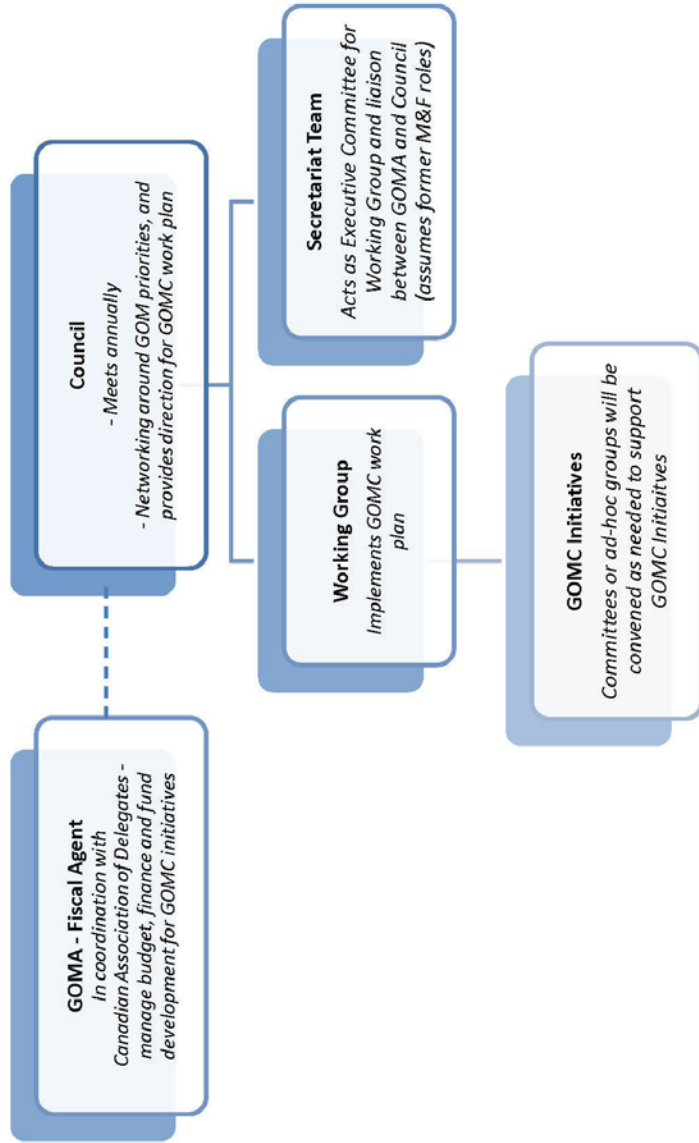 GOMA - Fiscal Agent
In coordination with
Canadian Association of Delegates -
manage budget, finance and fund
development for GOMC initiatives
Council
- Meets annually
- Networking around GOM priorities, and
provides direction for GOMC work plan
Working Group
Implements GOMC work
plan
Secretariat Team
Acts as Executive Committee for
Working Group and liaison
between GOMA and Council
(assumes former M&F roles)
GOMC Initiatives
Committees or ad-hoc groups will be
convened as needed to support
GOMC Initiaitves